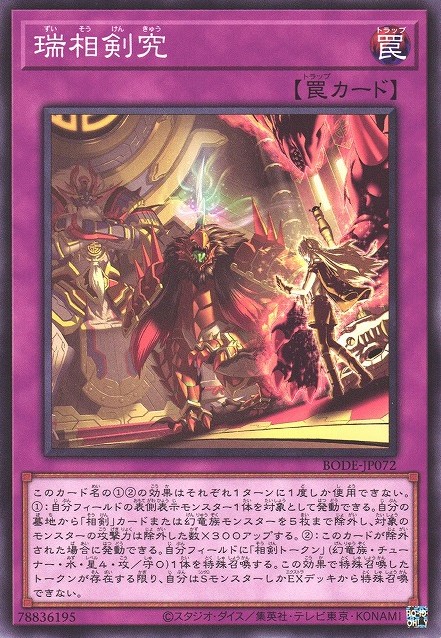 瑞相剣究
罠
【罠カード】
BODE-JP072
このカード名の①②の効果はそれぞれ1ターンに1度しか使用できない。
①:自分フィールドの表側表示モンスター1体を対象として発動できる。自分の
墓地から「相剣」カードまたは幻竜族モンスターを5枚まで除外し、対象の
モンスターの攻撃力は除外した数×300アップする。②:このカードが除外
された場合に発動できる。自分フィールドに「相剣トークン」(幻竜族・チュー
ナー・水・星4・攻/守0)1体を特殊召喚する。この効果で特殊召喚した
トークンが存在する限り、自分はSモンスターしかEXデッキから特殊召喚
できない。
78836195
©スタジオ・ダイス/集英社・テレビ東京・KONAMI